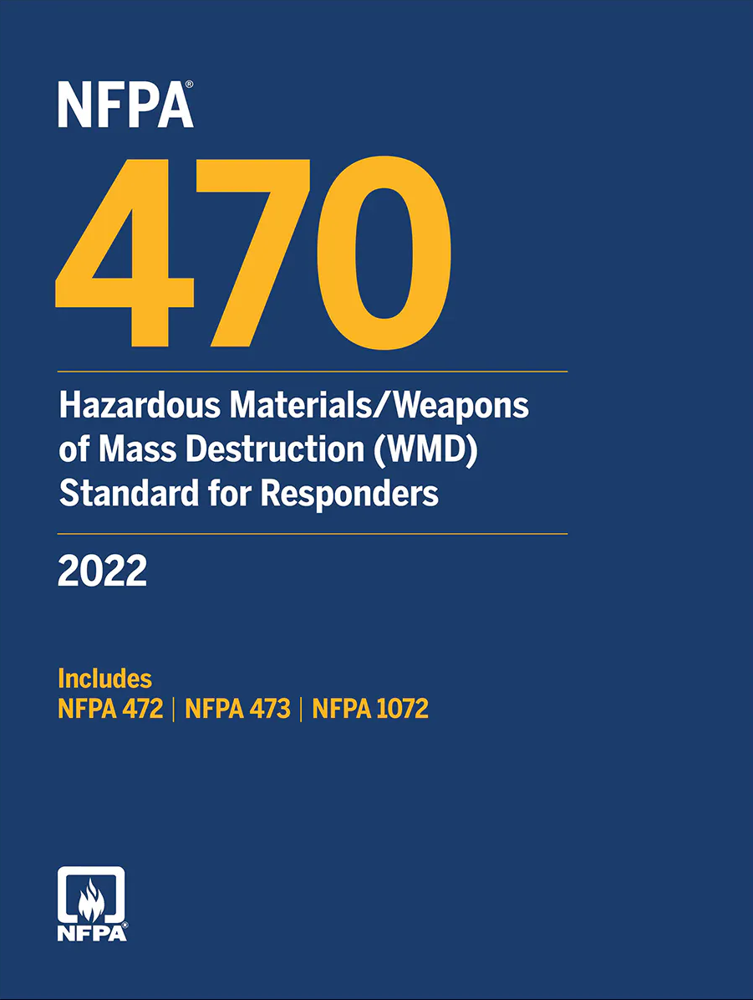 NFPA®
470
Hazardous Materials/Weapons
of Mass Destruction (WMD)
Standard for Responders
2022
Includes
NFPA 472 | NFPA 473 | NFPA 1072
NFPA®